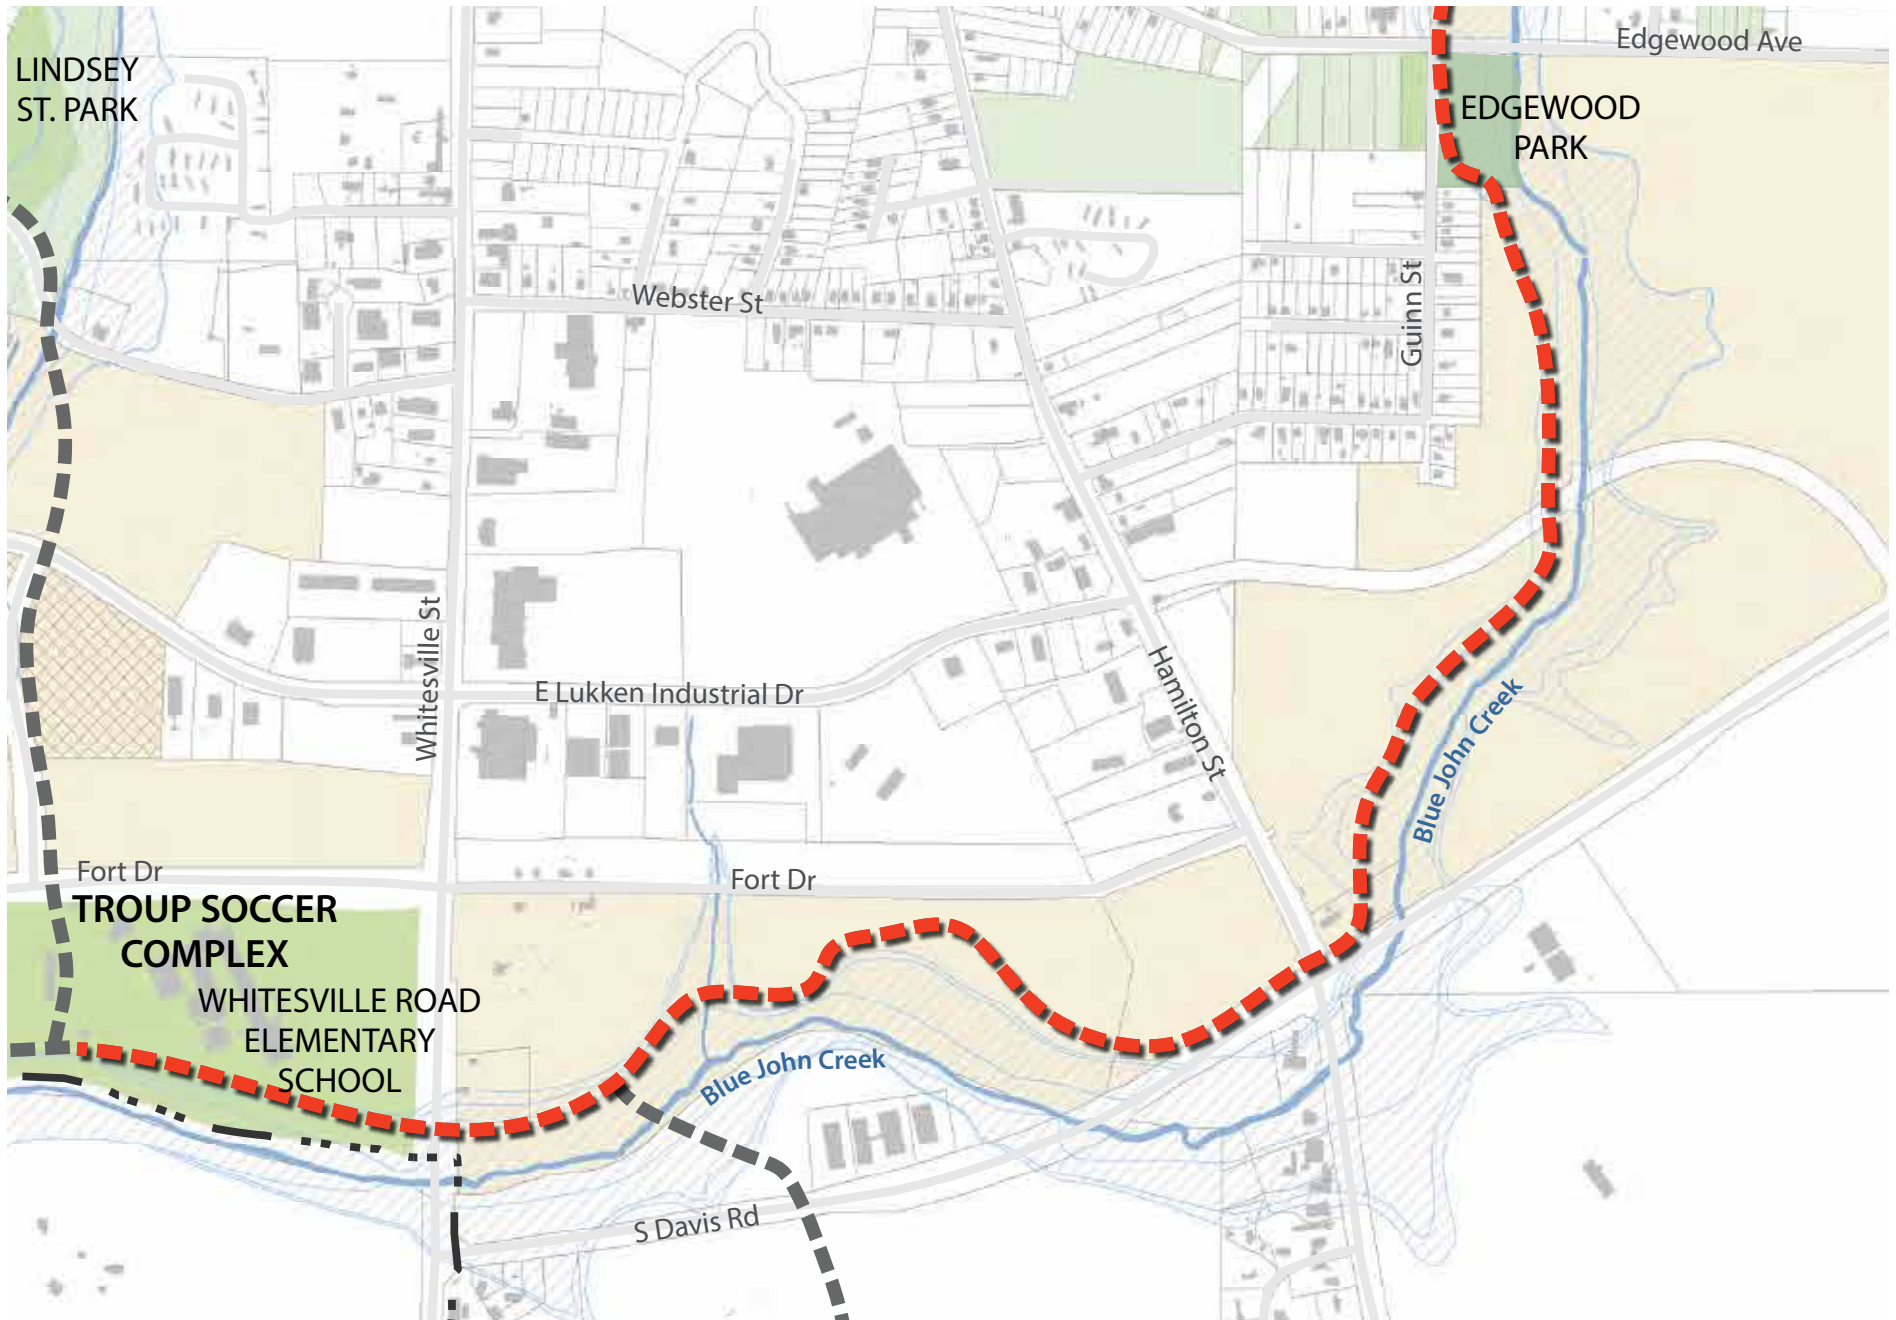 Edgewood Ave
LINDSEY
ST. PARK
EDGEWOOD
PARK
Webster St
Guinn St
Whitesville St
E Lukken Industrial Dr
Hamilton St
Blue John Creek
Fort Dr
Fort Dr
TROUP SOCCER
COMPLEX
WHITESVILLE ROAD
ELEMENTARY
SCHOOL
Blue John Creek
S Davis Rd